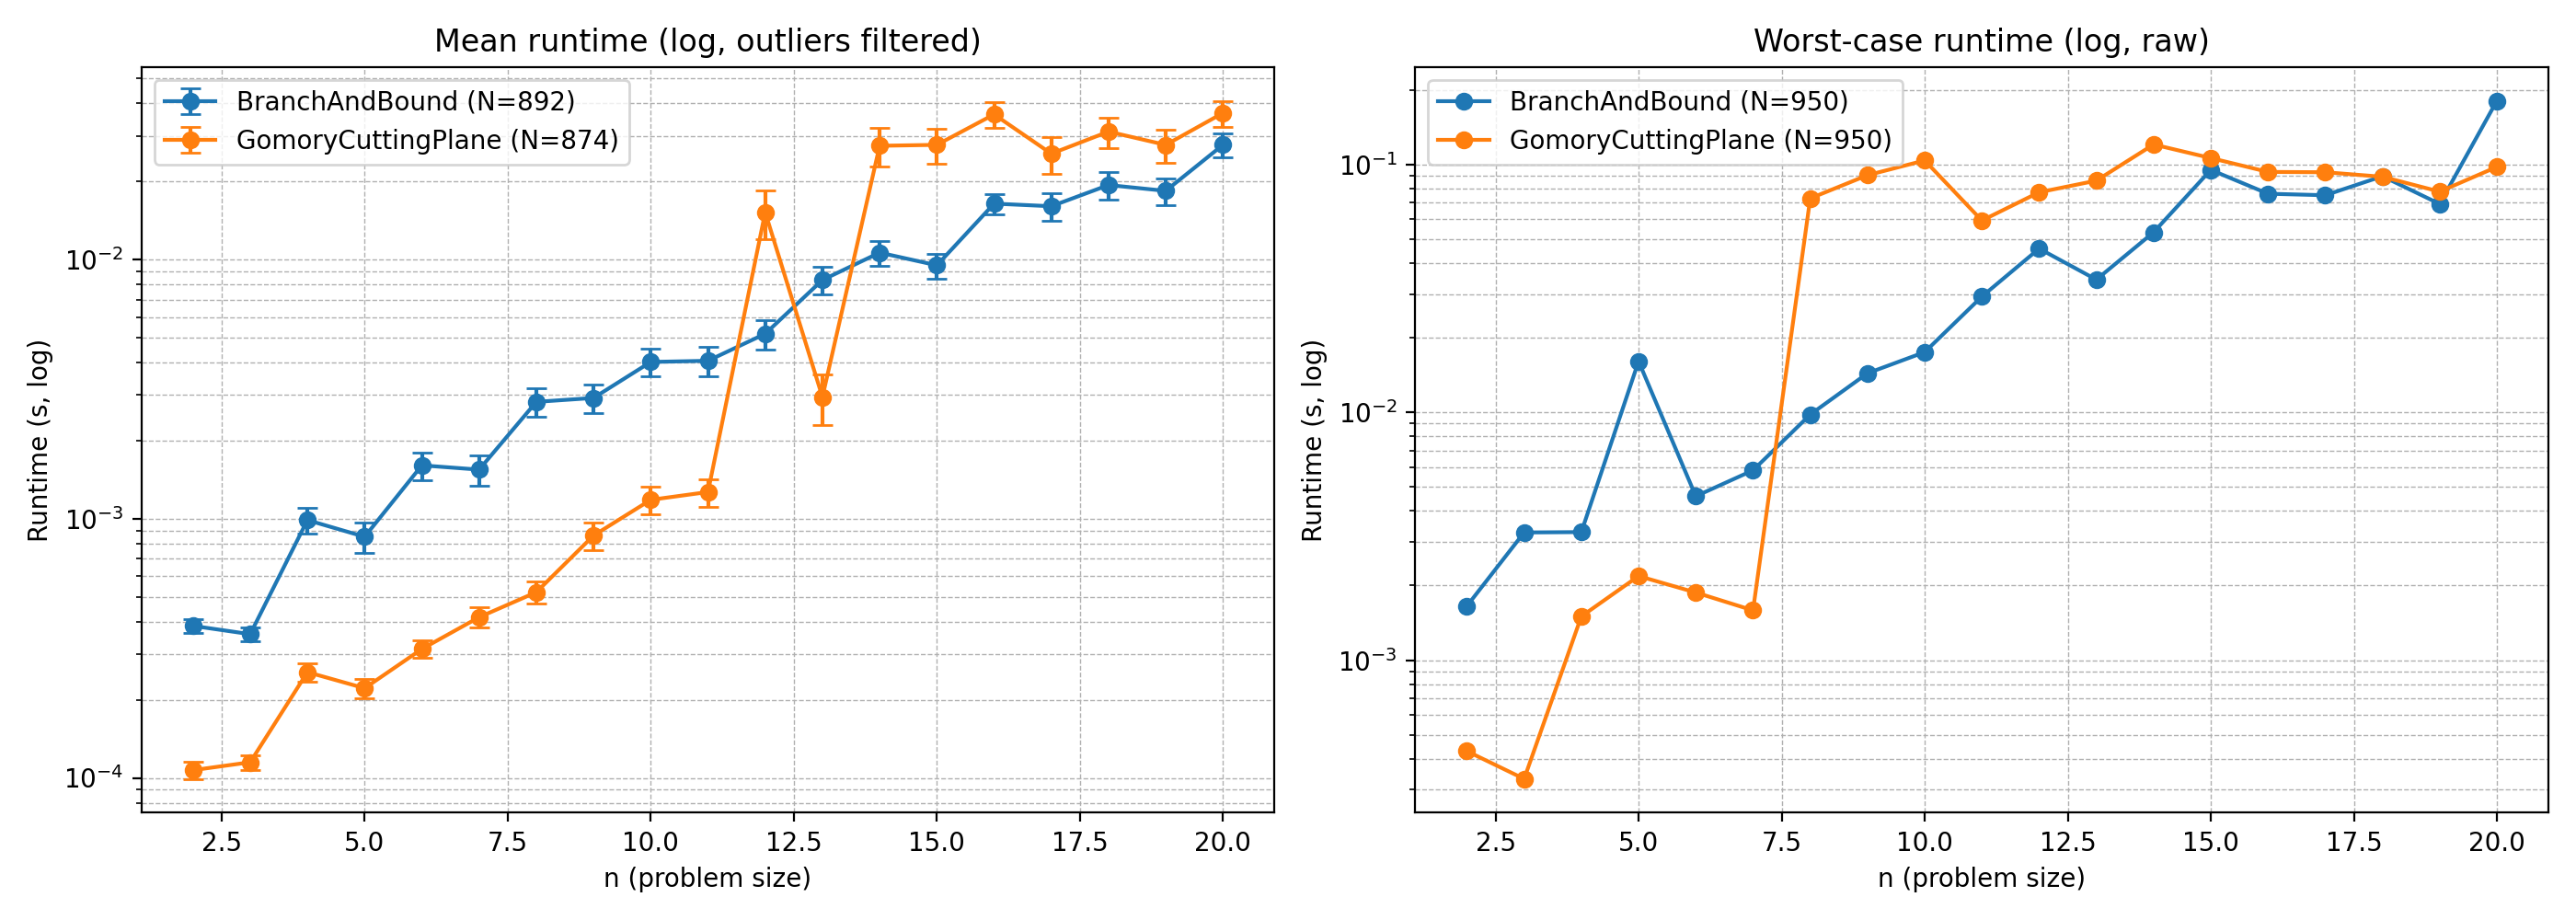 Mean runtime (log, outliers filtered)
BranchAndBound (N=892)
GomoryCuttingPlane (N=874)
Runtime (s, log)
10⁻²
10⁻³
10⁻⁴
2.5 5.0 7.5 10.0 12.5 15.0 17.5 20.0
n (problem size)
Worst-case runtime (log, raw)
BranchAndBound (N=950)
GomoryCuttingPlane (N=950)
Runtime (s, log)
10⁻¹
10⁻²
10⁻³
2.5 5.0 7.5 10.0 12.5 15.0 17.5 20.0
n (problem size)